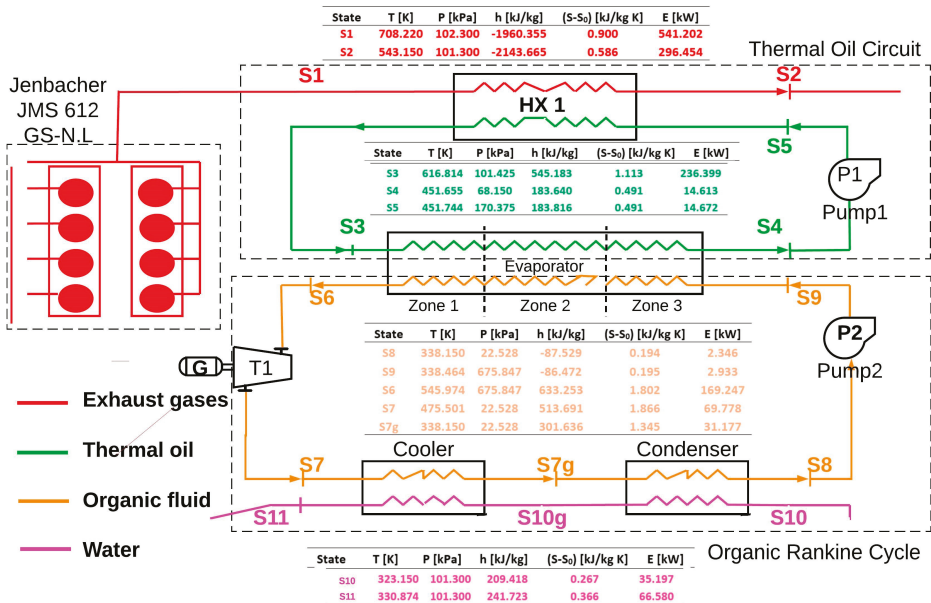 State T [K] P [kPa] h [kJ/kg] (S-S₀) [kJ/kg K] E [kW]
S1 708.220 102.300 -1960.355 0.900 541.202
S2 543.150 101.300 -2143.665 0.586 296.454
Thermal Oil Circuit
Jenbacher
JMS 612
GS-N.L
S1
S2
HX 1
S5
State T [K] P [kPa] h [kJ/kg] (S-S₀) [kJ/kg K] E [kW]
S3 616.814 101.425 545.183 1.113 236.399
S4 451.655 68.150 183.640 0.491 14.613
S5 451.744 170.375 183.816 0.491 14.672
P1
Pump1
S3
S4
Evaporator
S6
S9
Zone 1
Zone 2
Zone 3
State T [K] P [kPa] h [kJ/kg] (S-S₀) [kJ/kg K] E [kW]
S8 338.150 22.528 -87.529 0.194 2.346
S9 338.464 675.847 -86.472 0.195 2.933
S6 545.974 675.847 633.253 1.802 169.247
S7 475.501 22.528 513.691 1.866 69.778
S7g 338.150 22.528 301.636 1.345 31.177
P2
Pump2
G
T1
Exhaust gases
Thermal oil
Organic fluid
Water
Cooler
Condenser
S7
S7g
S8
S11
S10g
S10
Organic Rankine Cycle
State T [K] P [kPa] h [kJ/kg] (S-S₀) [kJ/kg K] E [kW]
S10 323.150 101.300 209.418 0.267 35.197
S11 330.874 101.300 241.723 0.366 66.580